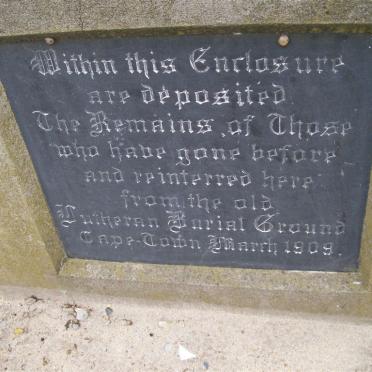 Within this Enclosure
are deposited
The Remains of Those
who have gone before
and reinterred here
from the old
Lutheran Burial Ground
Cape-Town March 1909.